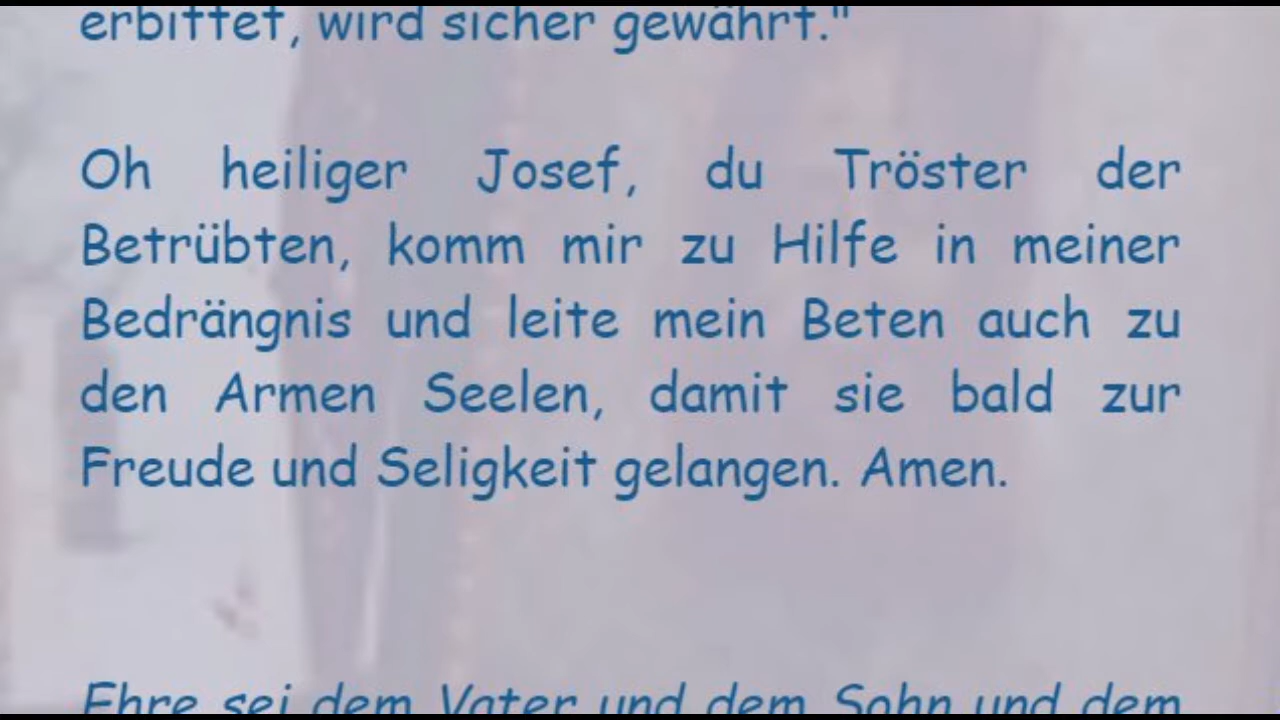 erbittet, wird sicher gewährt."
Oh heiliger Josef, du Tröster der
Betrübten, komm mir zu Hilfe in meiner
Bedrängnis und leite mein Beten auch zu
den Armen Seelen, damit sie bald zur
Freude und Seligkeit gelangen. Amen.
Ehre sei dem Vater und dem Sohn und dem